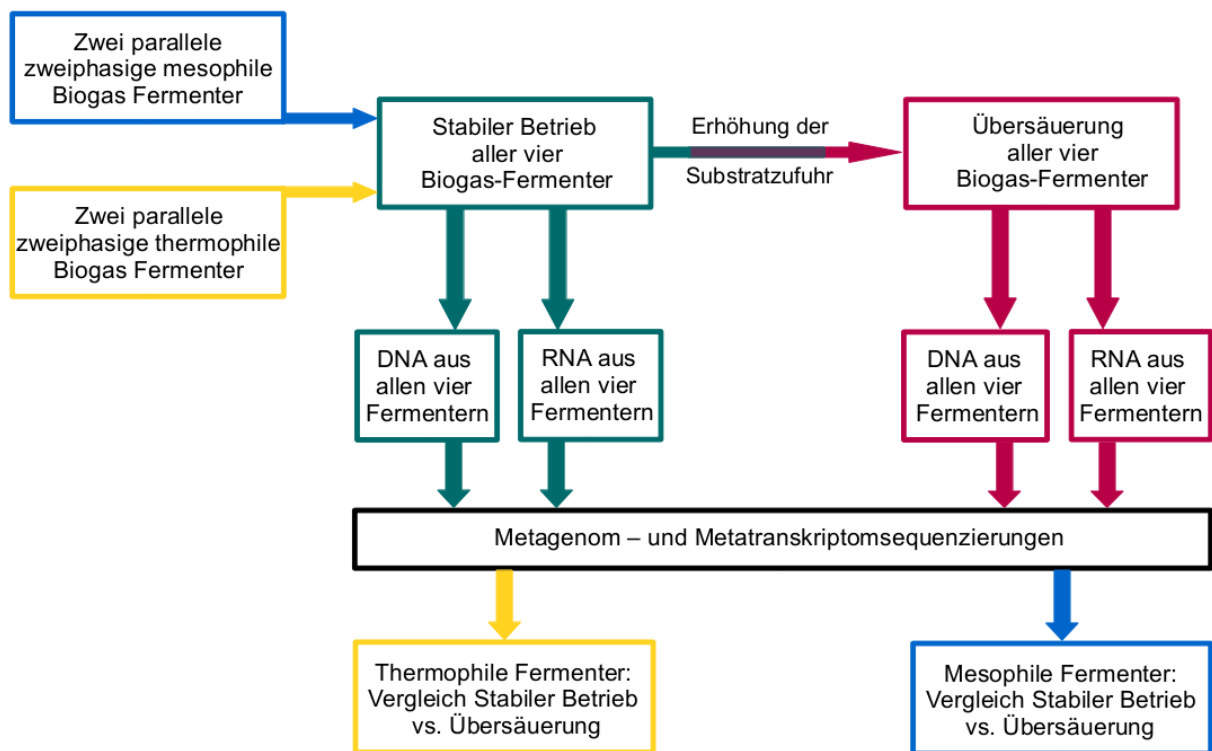 Zwei parallele
zweiphasige mesophile
Biogas Fermenter
Zwei parallele
zweiphasige thermophile
Biogas Fermenter
Stabiler Betrieb
aller vier
Biogas-Fermenter
Erhöhung der
Substratzufuhr
Übersäuerung
aller vier
Biogas-Fermenter
DNA aus
allen vier
Fermentern
RNA aus
allen vier
Fermentern
DNA aus
allen vier
Fermentern
RNA aus
allen vier
Fermentern
Metagenom – und Metatranskriptomsequenzierungen
Thermophile Fermenter:
Vergleich Stabiler Betrieb
vs. Übersäuerung
Mesophile Fermenter:
Vergleich Stabiler Betrieb
vs. Übersäuerung